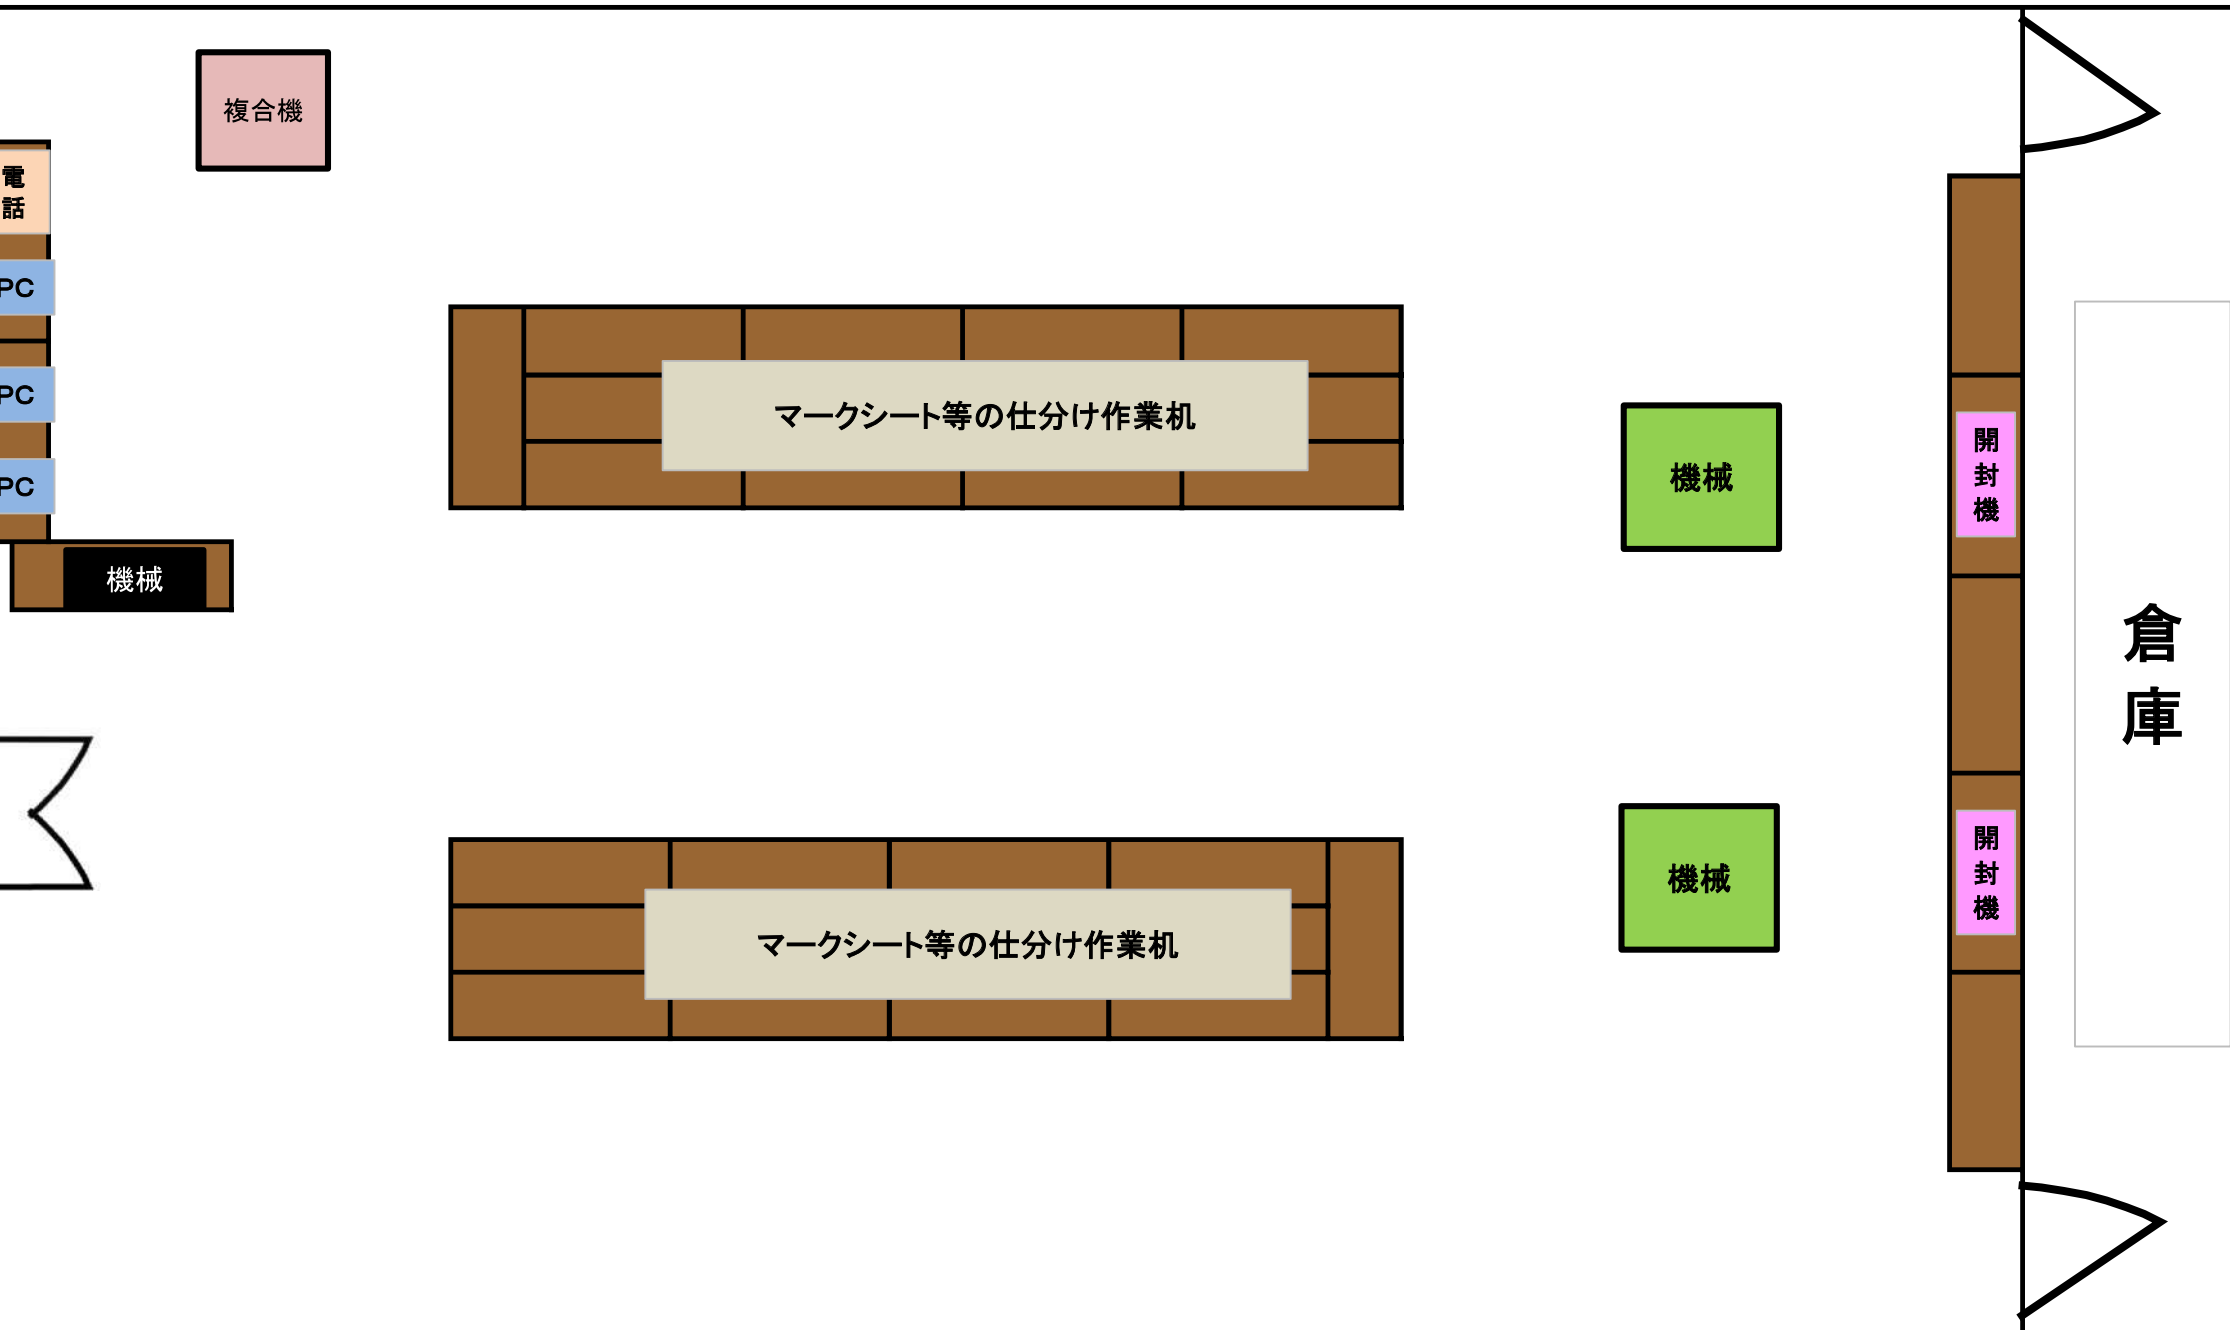 複合機
電
話
PC
PC
PC
機械
マークシート等の仕分け作業机
マークシート等の仕分け作業机
機械
機械
開
封
機
開
封
機
倉
庫